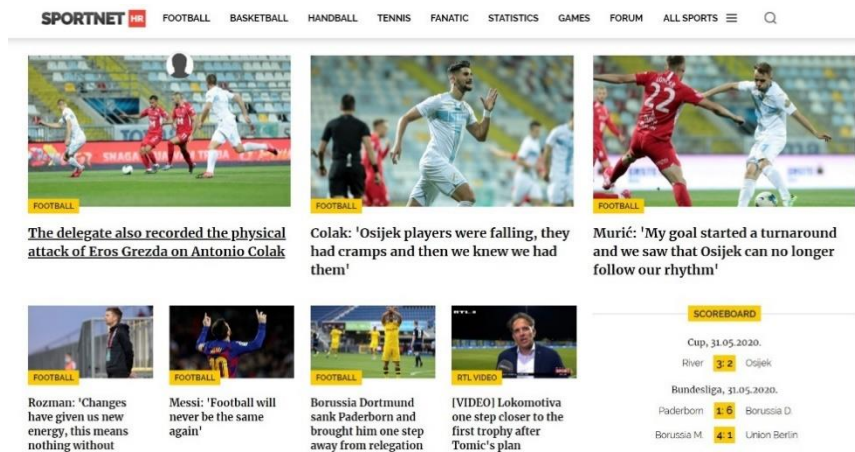 SPORTNET HR FOOTBALL BASKETBALL HANDBALL TENNIS FANATIC STATISTICS GAMES FORUM ALL SPORTS
22
FOOTBALL
FOOTBALL
FOOTBALL
The delegate also recorded the physical
attack of Eros Grezda on Antonio Colak
Colak: 'Osijek players were falling, they
had cramps and then we knew we had
them'
Murić: 'My goal started a turnaround
and we saw that Osijek can no longer
follow our rhythm'
10
RTL
FOOTBALL
FOOTBALL
FOOTBALL
RTL VIDEO
Rozman: 'Changes
have given us new
energy, this means
nothing without
Messi: 'Football will
never be the same
again'
Borussia Dortmund
sank Paderborn and
brought him one step
away from relegation
[VIDEO] Lokomotiva
one step closer to the
first trophy after
Tomic's plan
SCOREBOARD
Cup, 31.05.2020.
River 3: 2 Osijek
Bundesliga, 31.05.2020.
Paderborn 1: 6 Borussia D.
Borussia M. 4: 1 Union Berlin